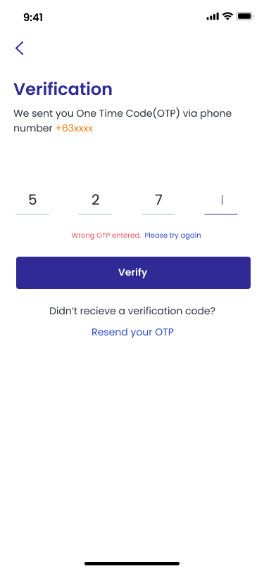 9:41
Verification
We sent you One Time Code(OTP) via phone
number +63xxxx
5 2 7
Wrong OTP entered. Please try again
Verify
Didn't recieve a verification code?
Resend your OTP